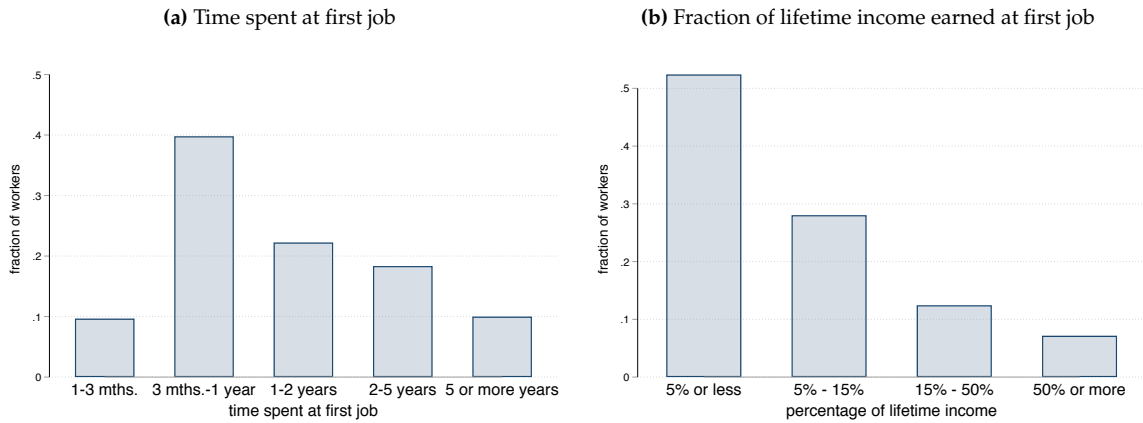 (a) Time spent at first job
.5
.4
.3
.2
.1
0
fraction of workers
1-3 mths. 3 mths.-1 year 1-2 years 2-5 years 5 or more years
time spent at first job
(b) Fraction of lifetime income earned at first job
.5
.4
.3
.2
.1
0
fraction of workers
5% or less 5% - 15% 15% - 50% 50% or more
percentage of lifetime income